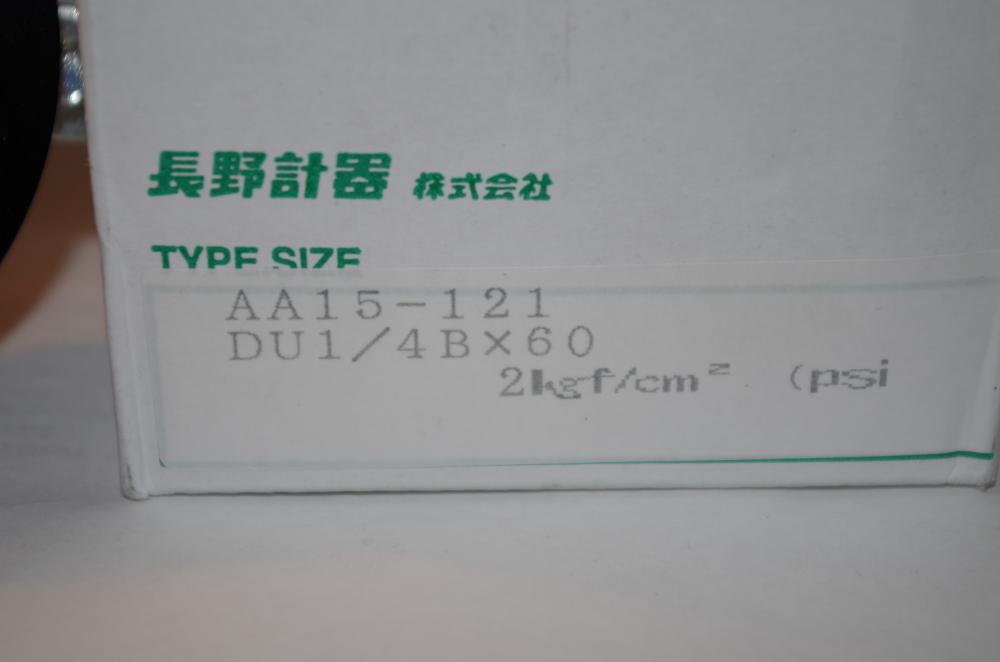 長野計器 株式会社
TYPE SIZE
AA15-121
DU1/4B×60
2kgf/cm² (psi